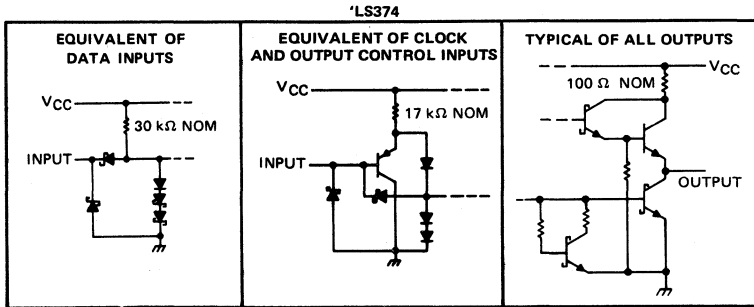 'LS374
EQUIVALENT OF
DATA INPUTS
VCC
30 kΩ NOM
INPUT
EQUIVALENT OF CLOCK
AND OUTPUT CONTROL INPUTS
VCC
17 kΩ NOM
INPUT
TYPICAL OF ALL OUTPUTS
VCC
100 Ω NOM
OUTPUT